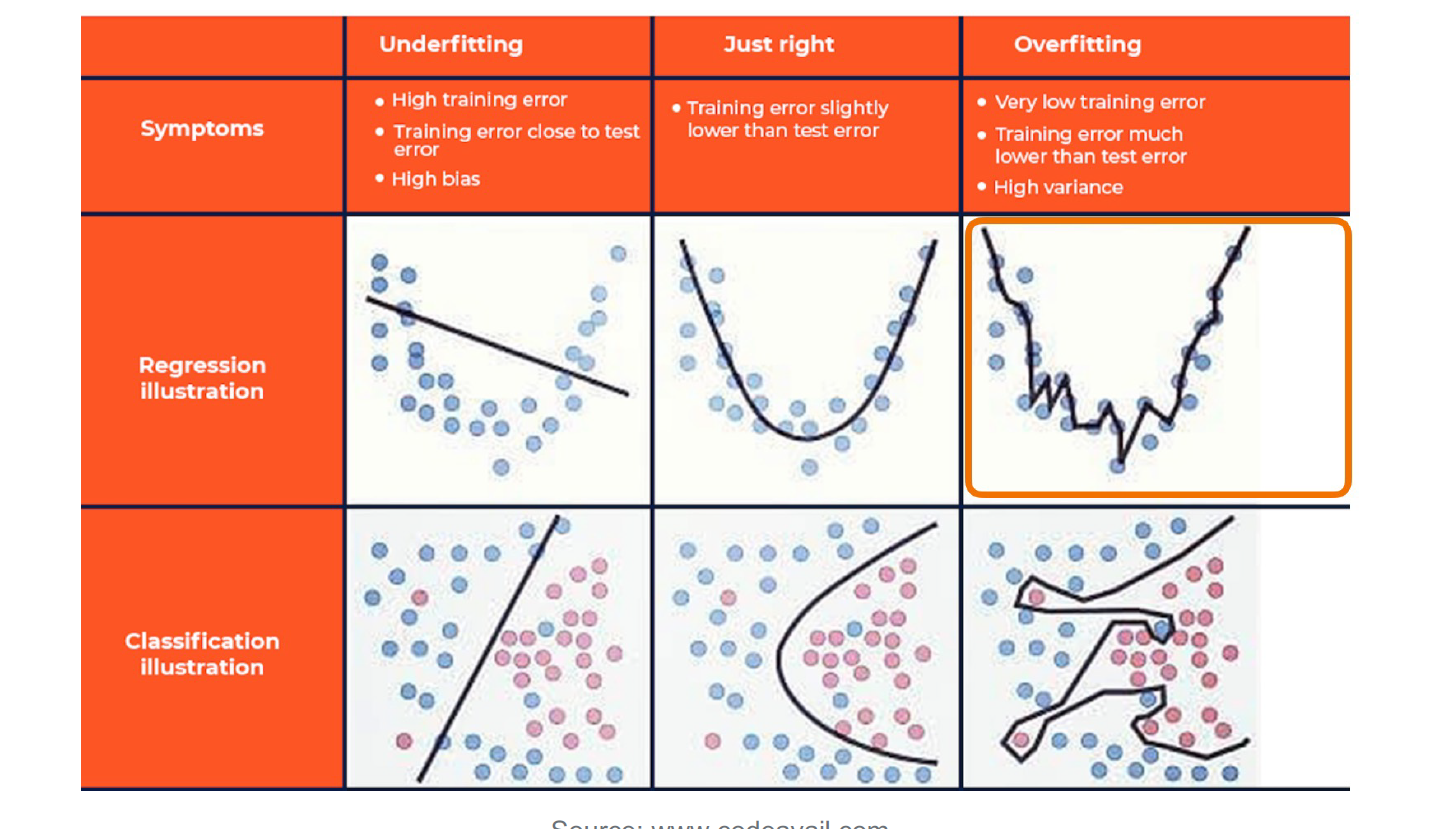 Underfitting
Just right
Overfitting
Symptoms
• High training error
• Training error close to test
error
• High bias
• Training error slightly
lower than test error
• Very low training error
• Training error much
lower than test error
• High variance
Regression
illustration
Classification
illustration
Source: www.codeavail.com